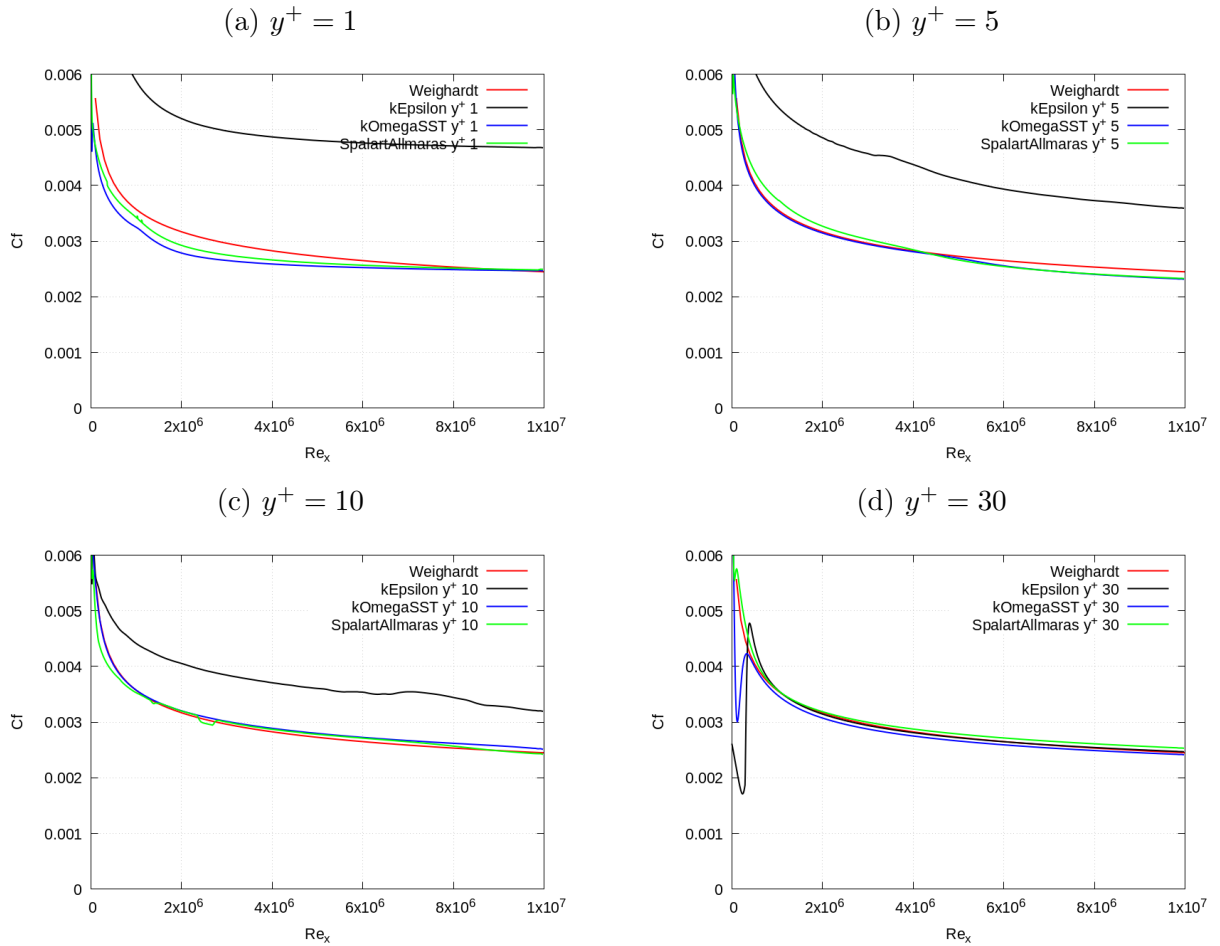 (a) y⁺ = 1
0.006
0.005
0.004
0.003
0.002
0.001
0
Cf
Weighardt
kEpsilon y⁺ 1
kOmegaSST y⁺ 1
SpalartAllmaras y⁺ 1
0 2x10⁶ 4x10⁶ 6x10⁶ 8x10⁶ 1x10⁷
Reₓ
(b) y⁺ = 5
0.006
0.005
0.004
0.003
0.002
0.001
0
Cf
Weighardt
kEpsilon y⁺ 5
kOmegaSST y⁺ 5
SpalartAllmaras y⁺ 5
0 2x10⁶ 4x10⁶ 6x10⁶ 8x10⁶ 1x10⁷
Reₓ
(c) y⁺ = 10
0.006
0.005
0.004
0.003
0.002
0.001
0
Cf
Weighardt
kEpsilon y⁺ 10
kOmegaSST y⁺ 10
SpalartAllmaras y⁺ 10
0 2x10⁶ 4x10⁶ 6x10⁶ 8x10⁶ 1x10⁷
Reₓ
(d) y⁺ = 30
0.006
0.005
0.004
0.003
0.002
0.001
0
Cf
Weighardt
kEpsilon y⁺ 30
kOmegaSST y⁺ 30
SpalartAllmaras y⁺ 30
0 2x10⁶ 4x10⁶ 6x10⁶ 8x10⁶ 1x10⁷
Reₓ